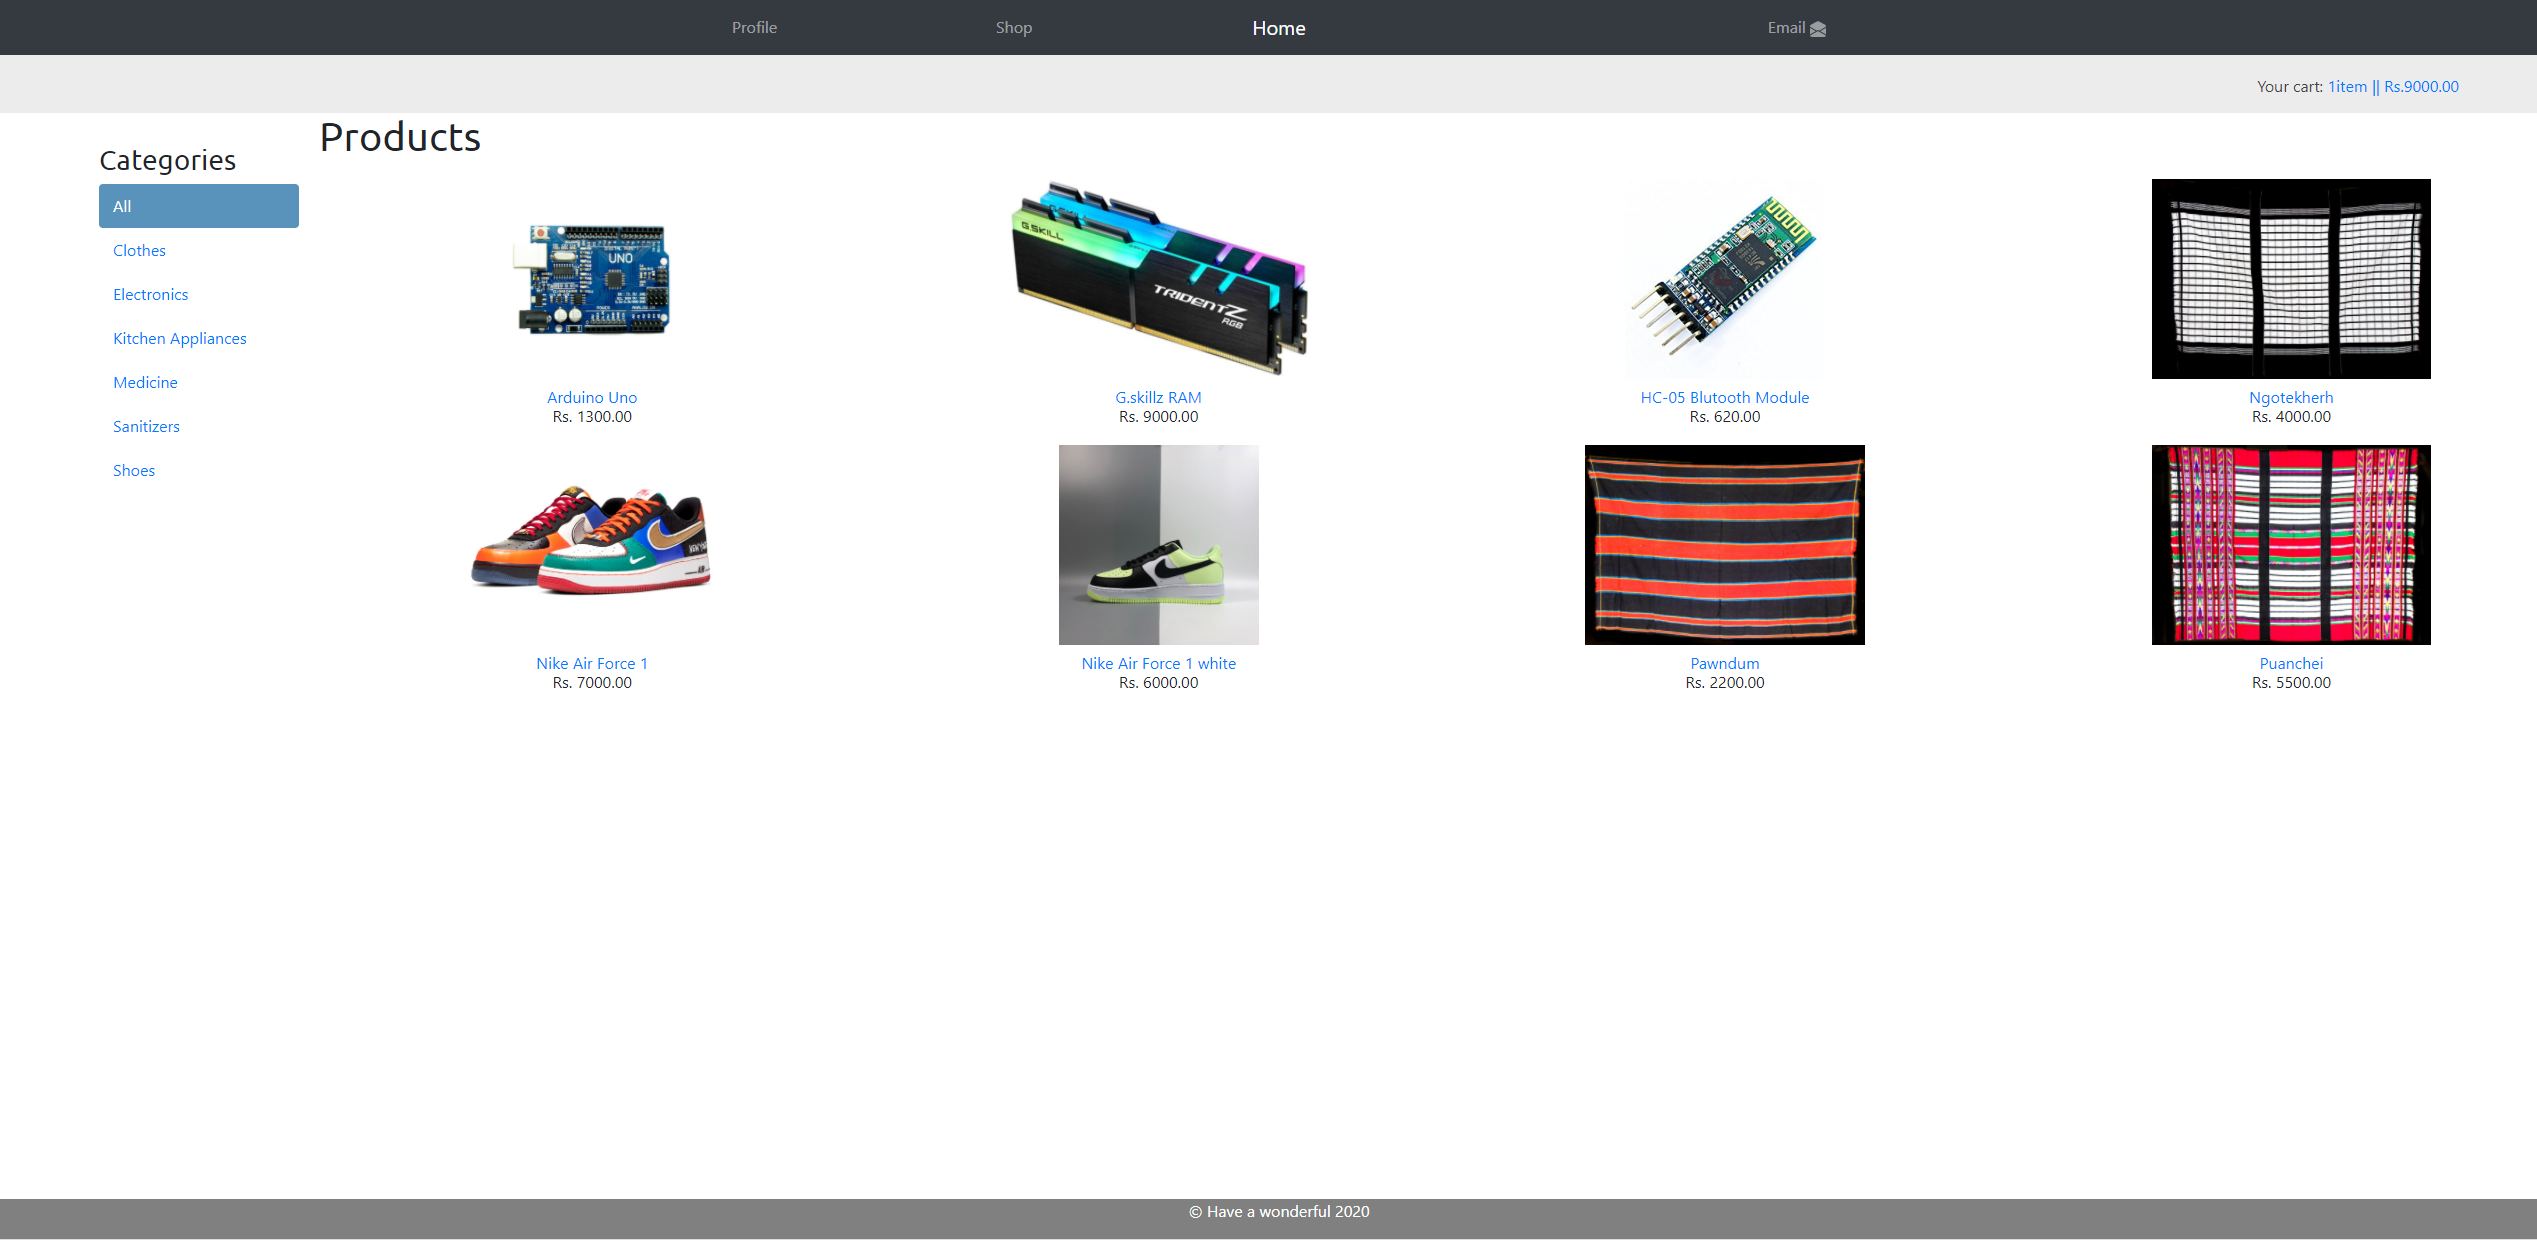 Profile
Shop
Home
Email
Your cart: 1item || Rs.9000.00
Categories
All
Clothes
Electronics
Kitchen Appliances
Medicine
Sanitizers
Shoes
Products
UNO
G.SKILL
TRIDENT Z
RGB
Arduino Uno
Rs. 1300.00
G.skillz RAM
Rs. 9000.00
HC-05 Blutooth Module
Rs. 620.00
Ngotekherh
Rs. 4000.00
Nike Air Force 1
Rs. 7000.00
Nike Air Force 1 white
Rs. 6000.00
Pawndum
Rs. 2200.00
Puanchei
Rs. 5500.00
© Have a wonderful 2020